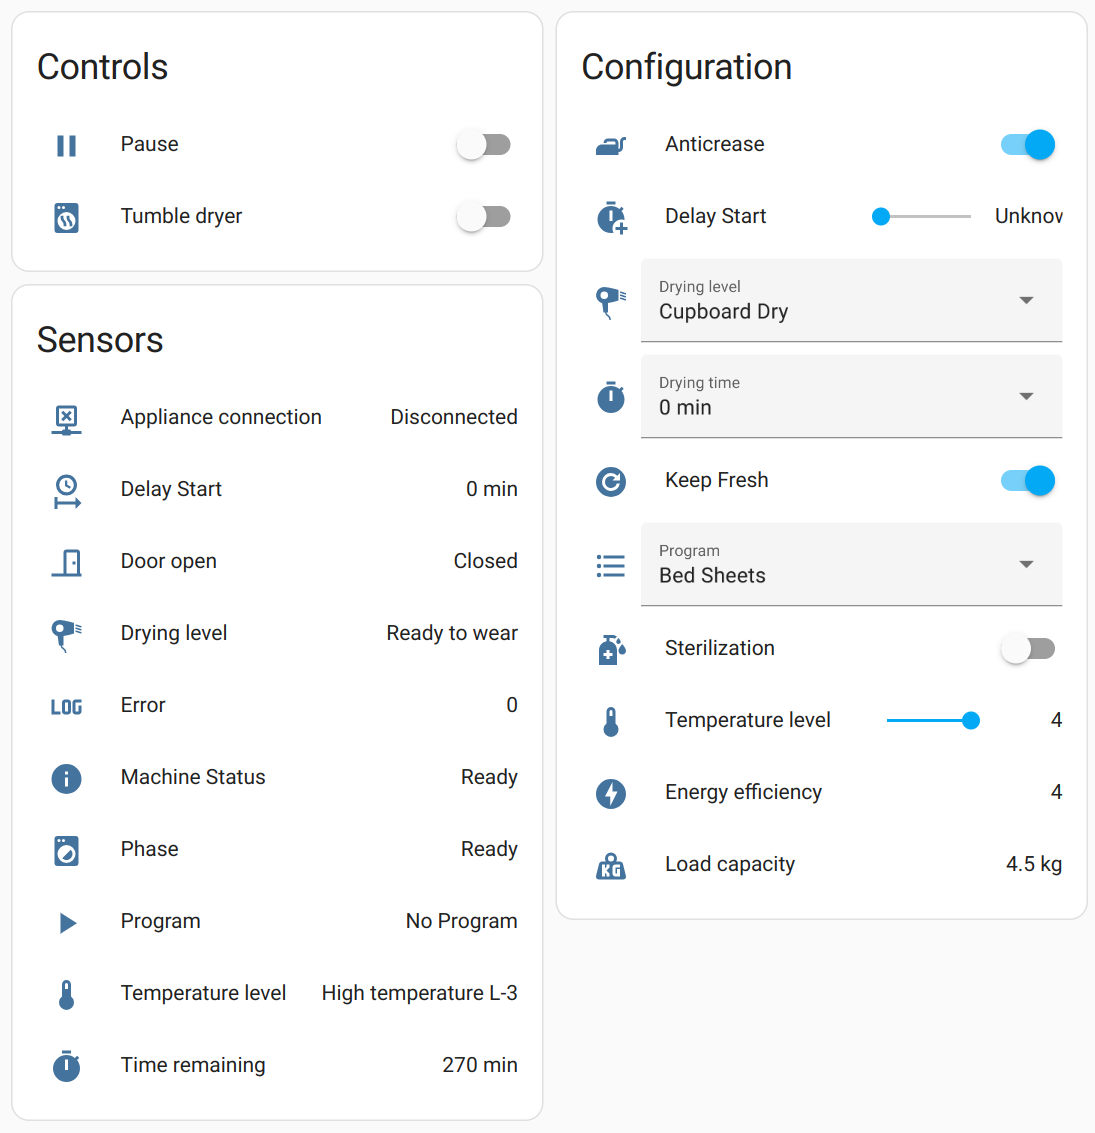 Controls
Pause
Tumble dryer
Sensors
Appliance connection Disconnected
Delay Start 0 min
Door open Closed
Drying level Ready to wear
LOG Error 0
Machine Status Ready
Phase Ready
Program No Program
Temperature level High temperature L-3
Time remaining 270 min
Configuration
Anticrease
Delay Start Unknov
Drying level
Cupboard Dry
Drying time
0 min
Keep Fresh
Program
Bed Sheets
Sterilization
Temperature level 4
Energy efficiency 4
KG Load capacity 4.5 kg